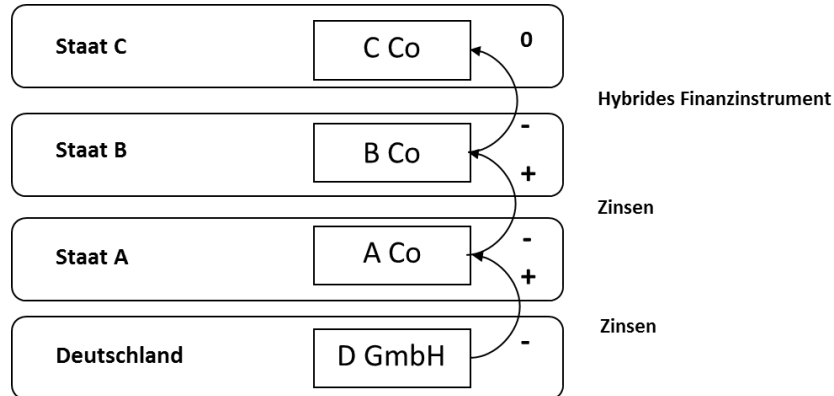 Staat C
C Co
0
Hybrides Finanzinstrument
-
Staat B
B Co
+
Zinsen
-
Staat A
A Co
+
Zinsen
-
Deutschland
D GmbH